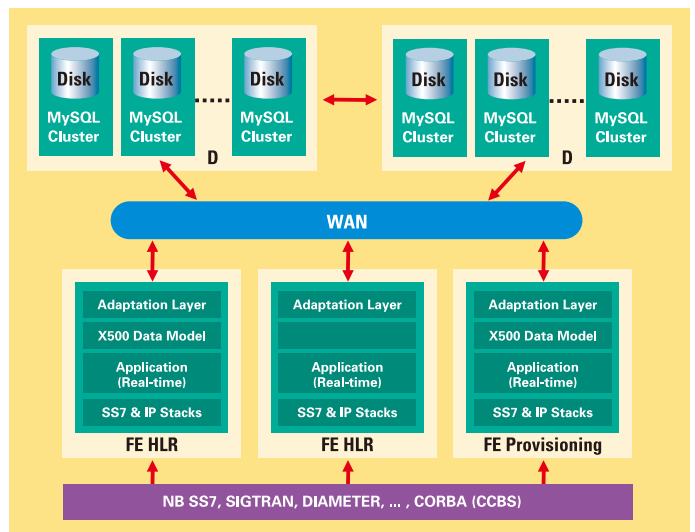 Disk
MySQL
Cluster
Disk
MySQL
Cluster
Disk
MySQL
Cluster
D
Disk
MySQL
Cluster
Disk
MySQL
Cluster
Disk
MySQL
Cluster
D
WAN
Adaptation Layer
X500 Data Model
Application
(Real-time)
SS7 & IP Stacks
FE HLR
Adaptation Layer
Application
(Real-time)
SS7 & IP Stacks
FE HLR
Adaptation Layer
X500 Data Model
Application
(Real-time)
SS7 & IP Stacks
FE Provisioning
NB SS7, SIGTRAN, DIAMETER, ... , CORBA (CCBS)